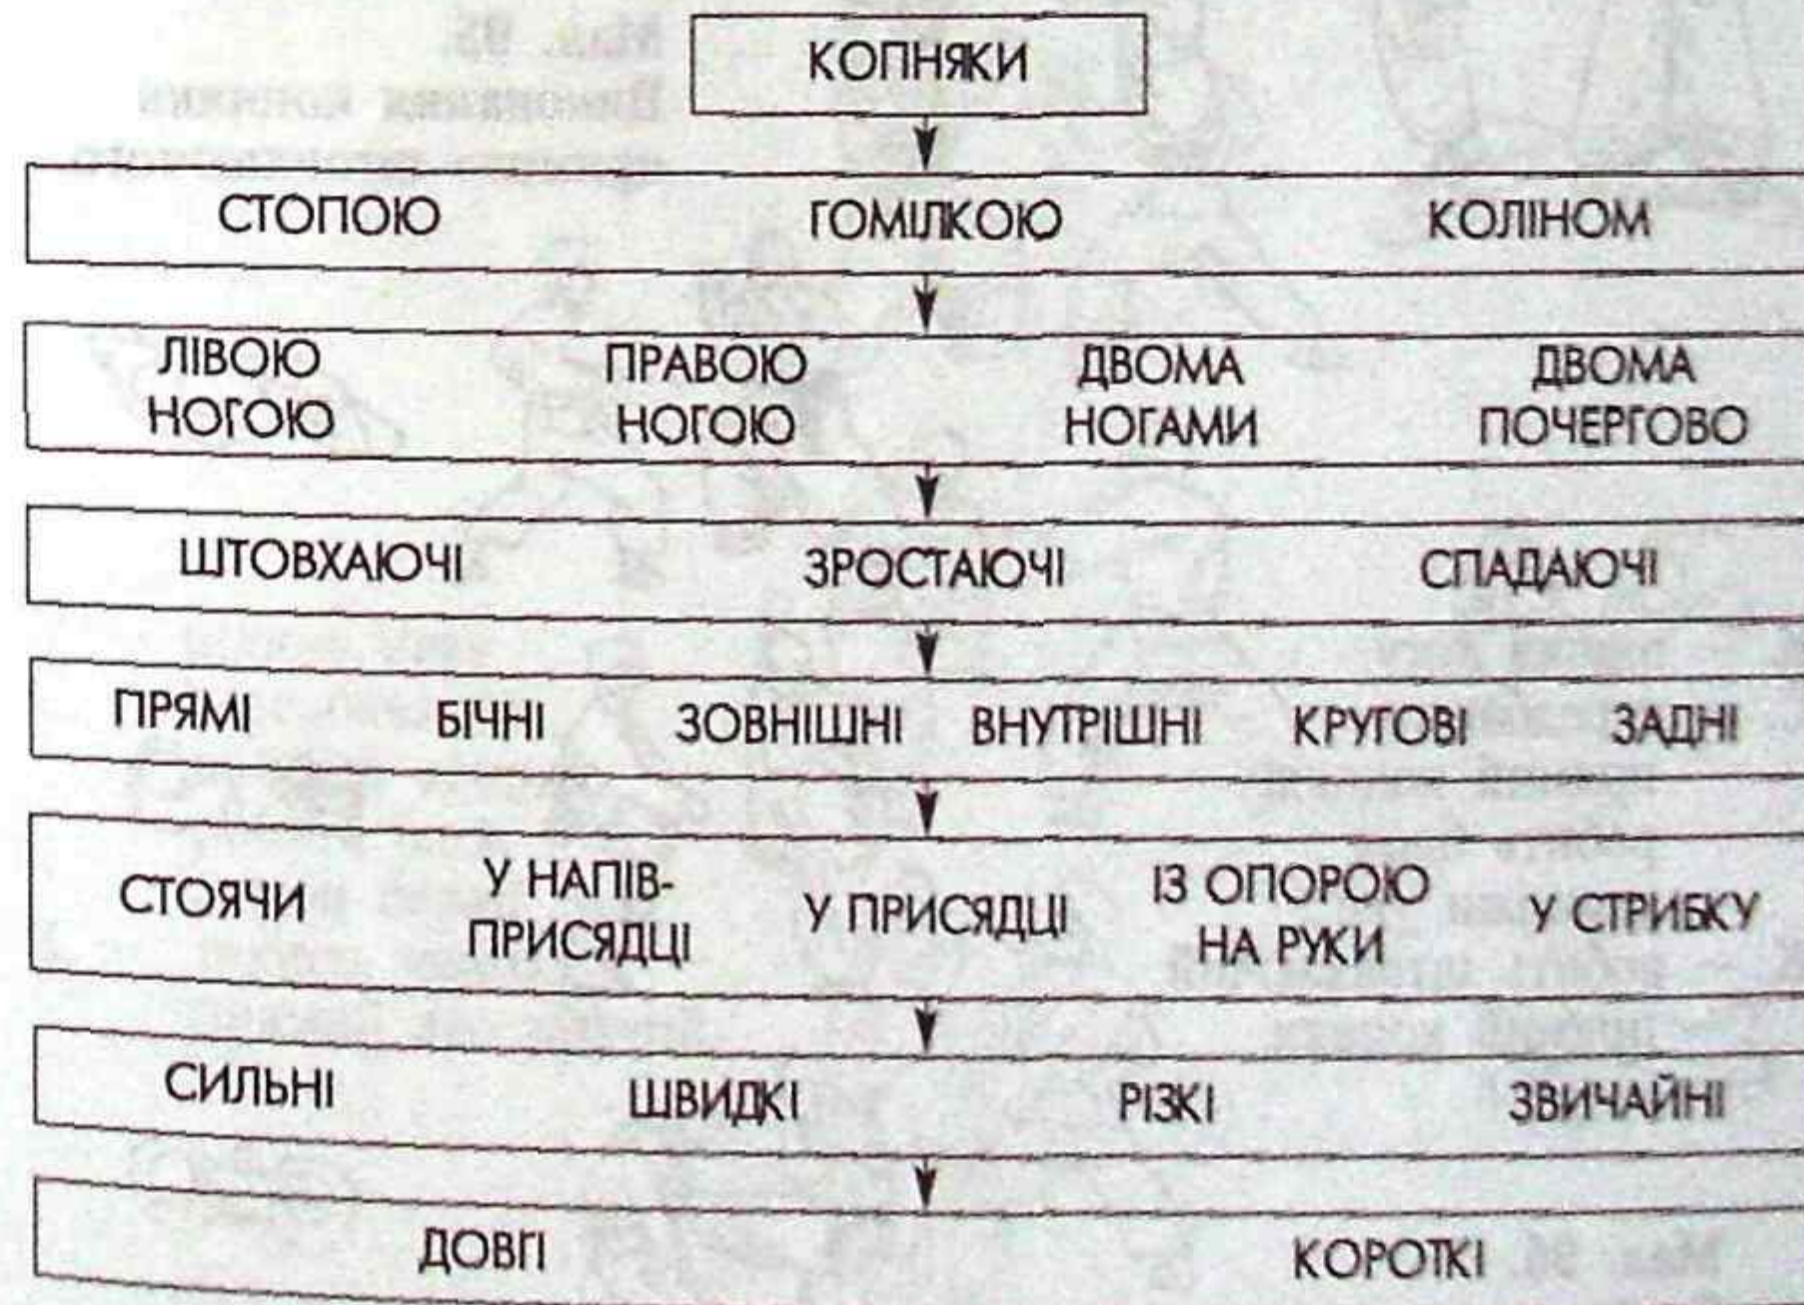 КОПНЯКИ
СТОПОЮ ГОМІЛКОЮ КОЛІНОМ
ЛІВОЮ НОГОЮ ПРАВОЮ НОГОЮ ДВОМА НОГАМИ ДВОМА ПОЧЕРГОВО
ШТОВХАЮЧІ ЗРОСТАЮЧІ СПАДАЮЧІ
ПРЯМІ БІЧНІ ЗОВНІШНІ ВНУТРІШНІ КРУГОВІ ЗАДНІ
СТОЯЧИ У НАПІВ-ПРИСЯДЦІ У ПРИСЯДЦІ ІЗ ОПОРОЮ НА РУКИ У СТРИБКУ
СИЛЬНІ ШВИДКІ РІЗКІ ЗВИЧАЙНІ
ДОВГІ КОРОТКІ